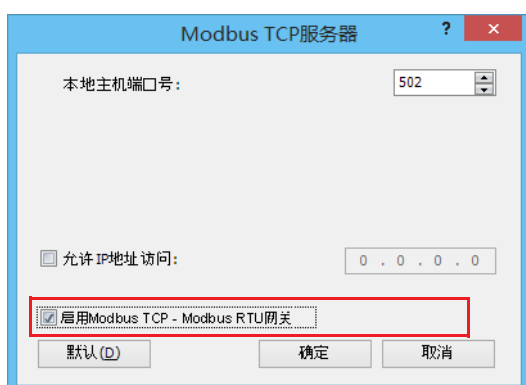 Modbus TCP服务器 ? ×
本地主机端口号: 502
允许IP地址访问: 0 . 0 . 0 . 0
启用Modbus TCP - Modbus RTU网关
默认(D) 确定 取消